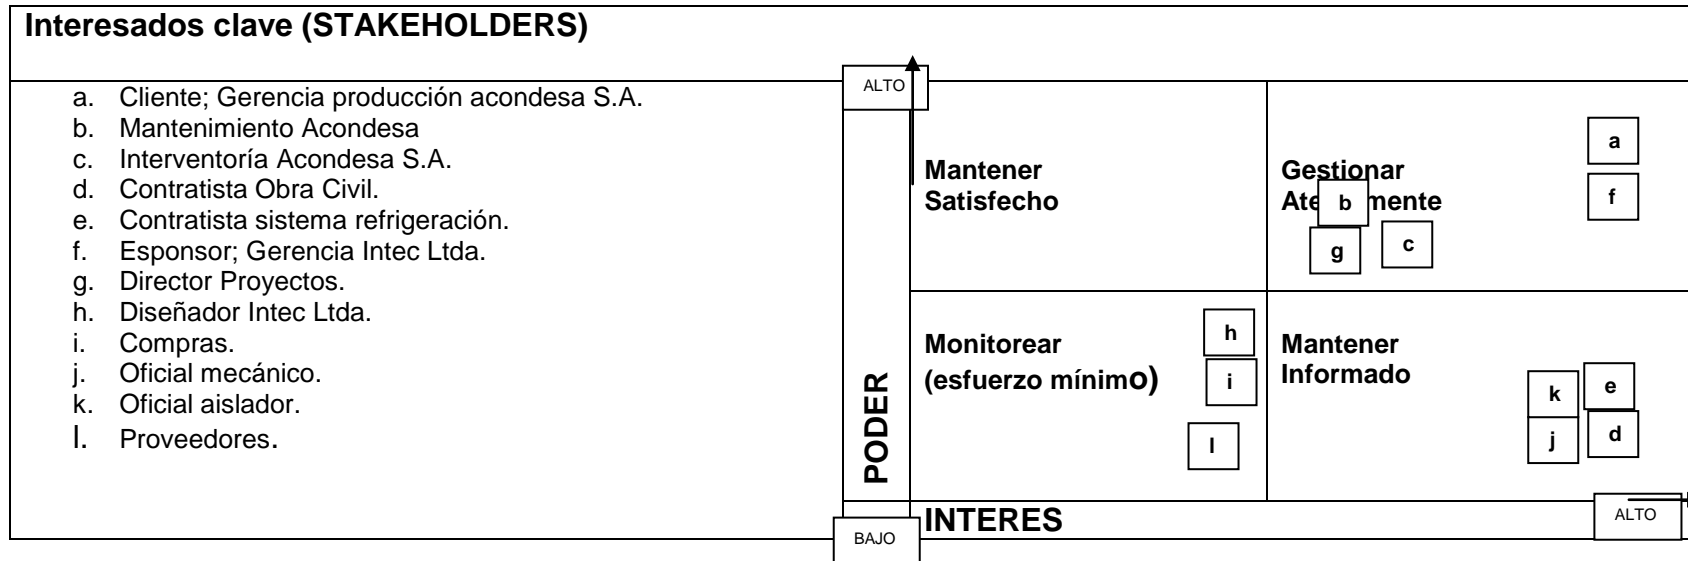 Interesados clave (STAKEHOLDERS)
a. Cliente; Gerencia producción acondesa S.A.
b. Mantenimiento Acondesa
c. Interventoría Acondesa S.A.
d. Contratista Obra Civil.
e. Contratista sistema refrigeración.
f. Esponsor; Gerencia Intec Ltda.
g. Director Proyectos.
h. Diseñador Intec Ltda.
i. Compras.
j. Oficial mecánico.
k. Oficial aislador.
l. Proveedores.
ALTO
PODER
BAJO
Mantener
Satisfecho
Gestionar
a
f
b
g
c
Monitorear
(esfuerzo mínimo)
h
i
l
Mantener
Informado
k
e
j
d
INTERES
ALTO